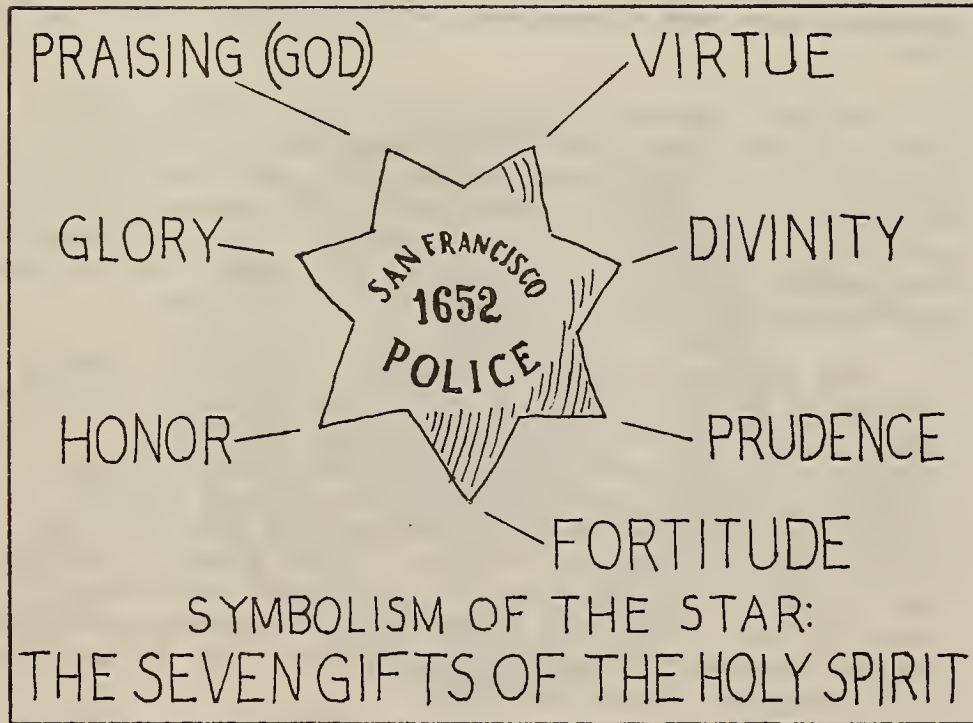 PRAISING (GOD)
VIRTUE
GLORY
DIVINITY
SAN FRANCISCO
1652
POLICE
HONOR
PRUDENCE
FORTITUDE
SYMBOLISM OF THE STAR:
THE SEVEN GIFTS OF THE HOLY SPIRIT